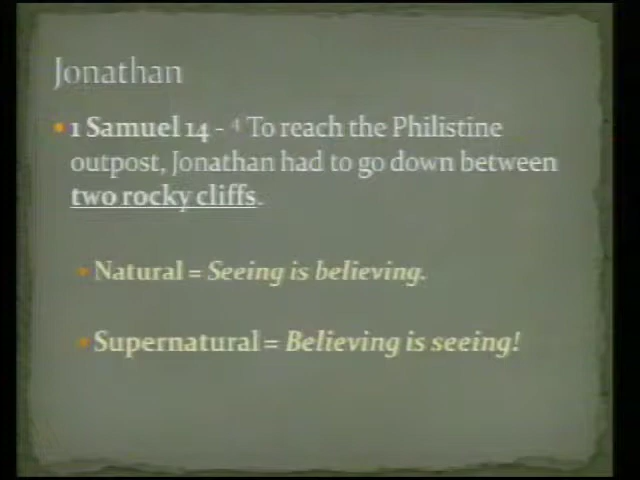 Jonathan
▪ 1 Samuel 14 - ⁴ To reach the Philistine
outpost, Jonathan had to go down between
two rocky cliffs.
▪ Natural = Seeing is believing.
▪ Supernatural = Believing is seeing!